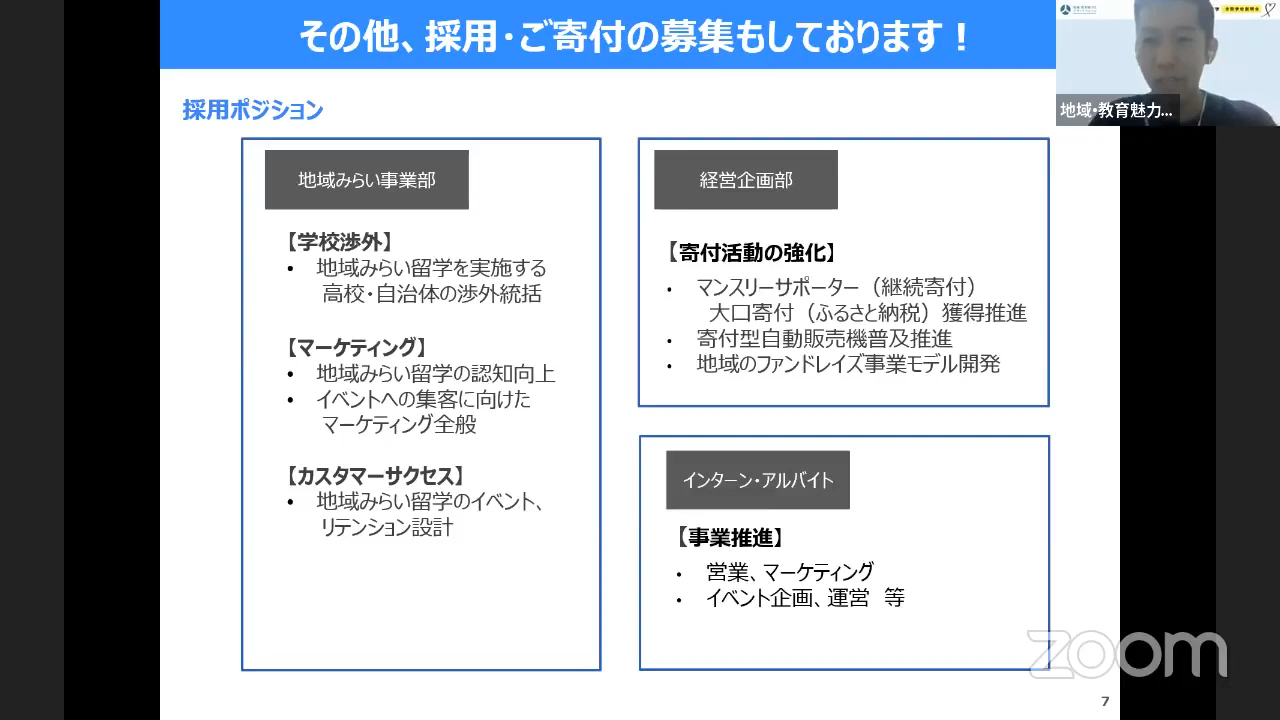 その他、採用・ご寄付の募集もしております！
地域・教育魅力...
採用ポジション
地域みらい事業部
【学校渉外】
• 地域みらい留学を実施する
高校・自治体の渉外統括
【マーケティング】
• 地域みらい留学の認知向上
• イベントへの集客に向けた
マーケティング全般
【カスタマーサクセス】
• 地域みらい留学のイベント、
リテンション設計
経営企画部
【寄付活動の強化】
• マンスリーサポーター（継続寄付）
大口寄付（ふるさと納税）獲得推進
• 寄付型自動販売機普及推進
• 地域のファンドレイズ事業モデル開発
インターン・アルバイト
【事業推進】
• 営業、マーケティング
• イベント企画、運営　等
zoom
7